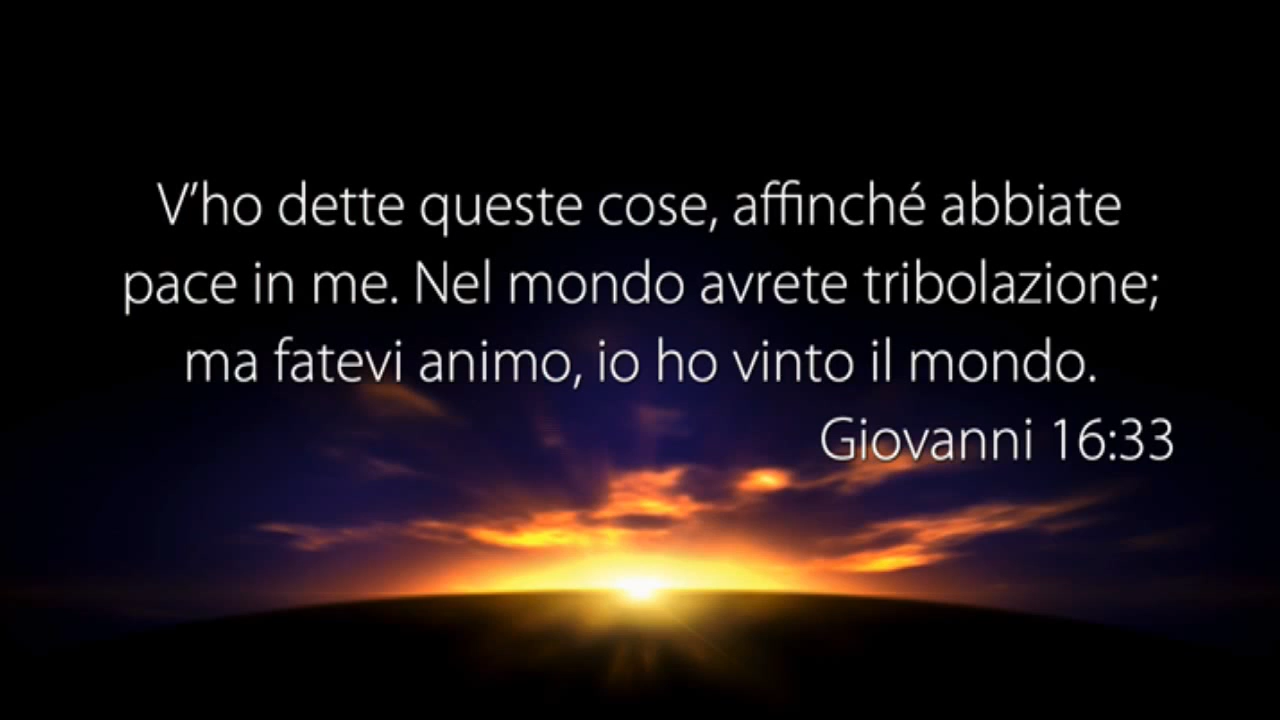 V’ho dette queste cose, affinché abbiate
pace in me. Nel mondo avrete tribolazione;
ma fatevi animo, io ho vinto il mondo.
Giovanni 16:33